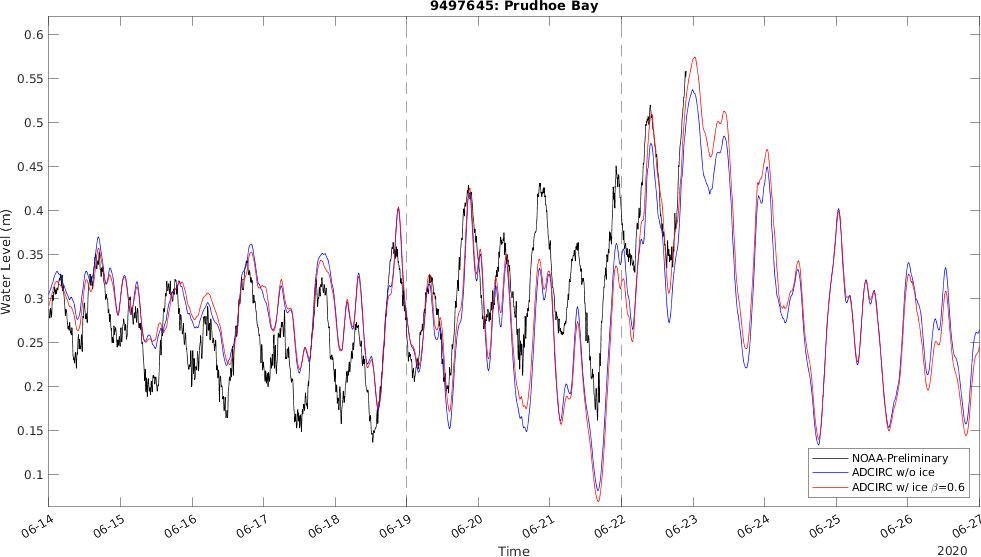 9497645: Prudhoe Bay
Water Level (m)
0.6
0.55
0.5
0.45
0.4
0.35
0.3
0.25
0.2
0.15
0.1
NOAA-Preliminary
ADCIRC w/o ice
ADCIRC w/ ice β=0.6
06-14 06-15 06-16 06-17 06-18 06-19 06-20 06-21 06-22 06-23 06-24 06-25 06-26 06-27
Time
2020